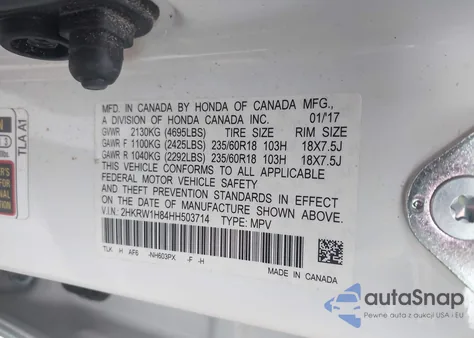 MFD. IN CANADA BY HONDA OF CANADA MFG.,
A DIVISION OF HONDA CANADA INC. 01/'17
GVWR 2130KG (4695LBS) TIRE SIZE RIM SIZE
GAWR F 1100KG (2425LBS) 235/60R18 103H 18X7.5J
GAWR R 1040KG (2292LBS) 235/60R18 103H 18X7.5J
THIS VEHICLE CONFORMS TO ALL APPLICABLE
FEDERAL MOTOR VEHICLE SAFETY
AND THEFT PREVENTION STANDARDS IN EFFECT
ON THE DATE OF MANUFACTURE SHOWN ABOVE.
V.I.N.: 2HKRW1H84HH503714 TYPE: MPV
TLK -H AF6 -NH603PX -F -H
MADE IN CANADA
TLA A1
autoSnap
Pewne auta z aukcji USA i EU